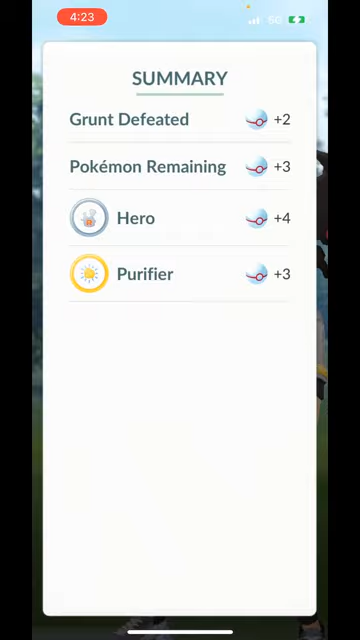 4:23
5G
SUMMARY
Grunt Defeated +2
Pokémon Remaining +3
Hero +4
Purifier +3